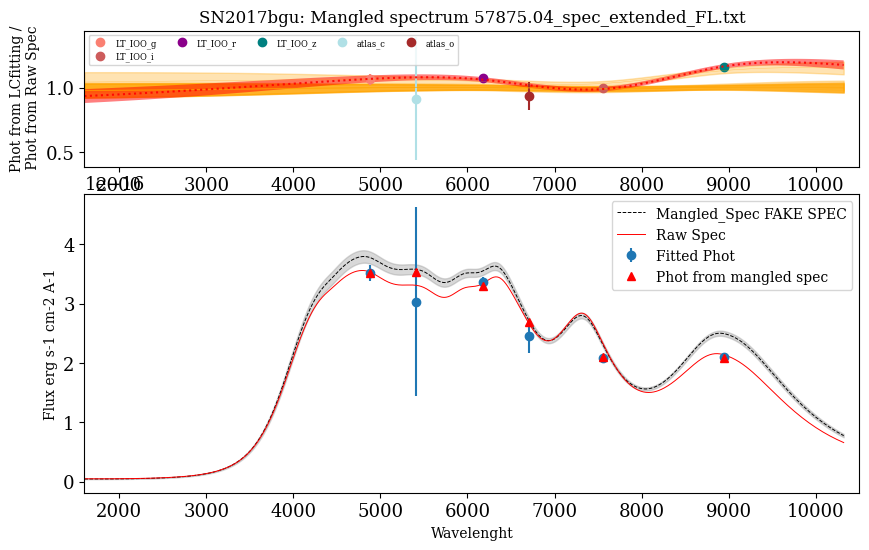 SN2017bgu: Mangled spectrum 57875.04_spec_extended_FL.txt
Phot from LCfitting /
Phot from Raw Spec
LT_IOO_g LT_IOO_r LT_IOO_z atlas_c atlas_o
LT_IOO_i
1.0
0.5
2000 3000 4000 5000 6000 7000 8000 9000 10000
1e−16
Mangled_Spec FAKE SPEC
Raw Spec
Fitted Phot
Phot from mangled spec
Flux erg s-1 cm-2 A-1
4
3
2
1
0
2000 3000 4000 5000 6000 7000 8000 9000 10000
Wavelenght